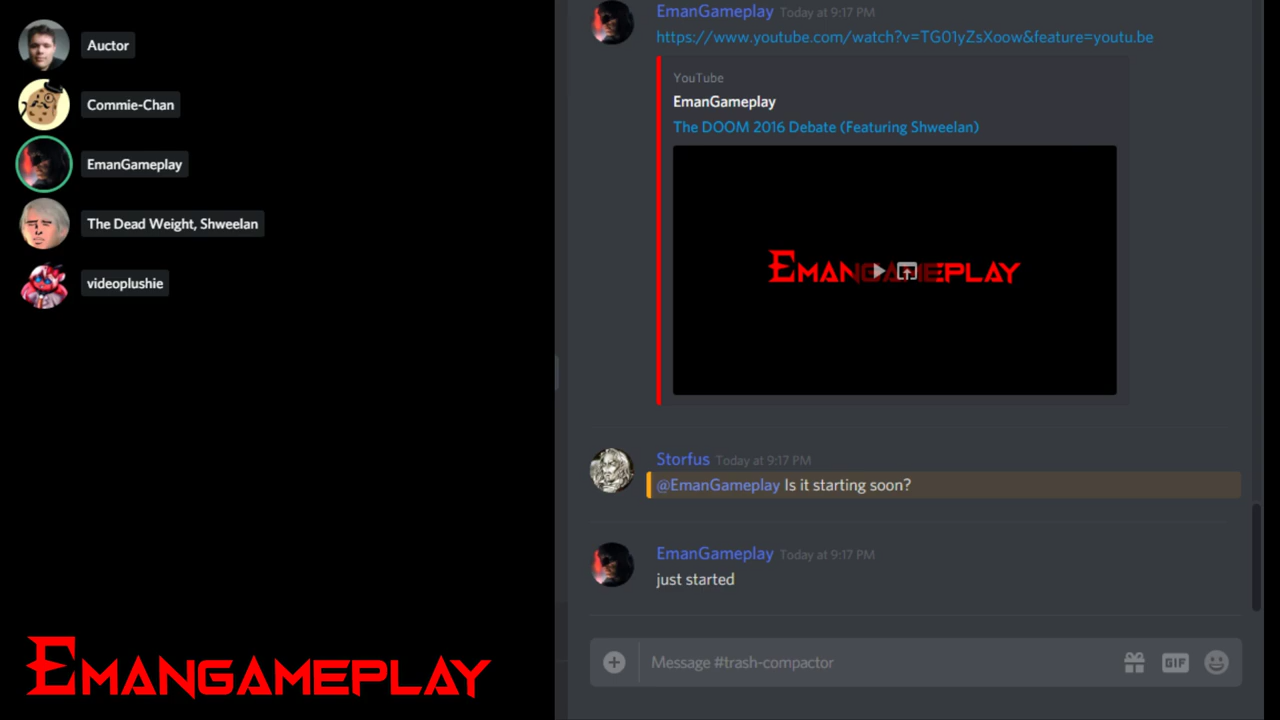 Auctor
Commie-Chan
EmanGameplay
The Dead Weight, Shweelan
videoplushie
EMANGAMEPLAY
EmanGameplay Today at 9:17 PM
https://www.youtube.com/watch?v=TG01yZsXoow&feature=youtu.be
YouTube
EmanGameplay
The DOOM 2016 Debate (Featuring Shweelan)
EMANGAMEPLAY
Storfus Today at 9:17 PM
@EmanGameplay Is it starting soon?
EmanGameplay Today at 9:17 PM
just started
Message #trash-compactor
GIF